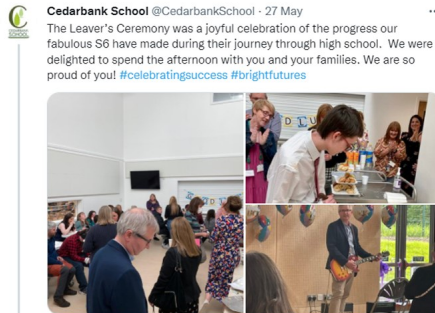 Cedarbank School @CedarbankSchool · 27 May
The Leaver's Ceremony was a joyful celebration of the progress our
fabulous S6 have made during their journey through high school. We were
delighted to spend the afternoon with you and your families. We are so
proud of you! #celebratingsuccess #brightfutures